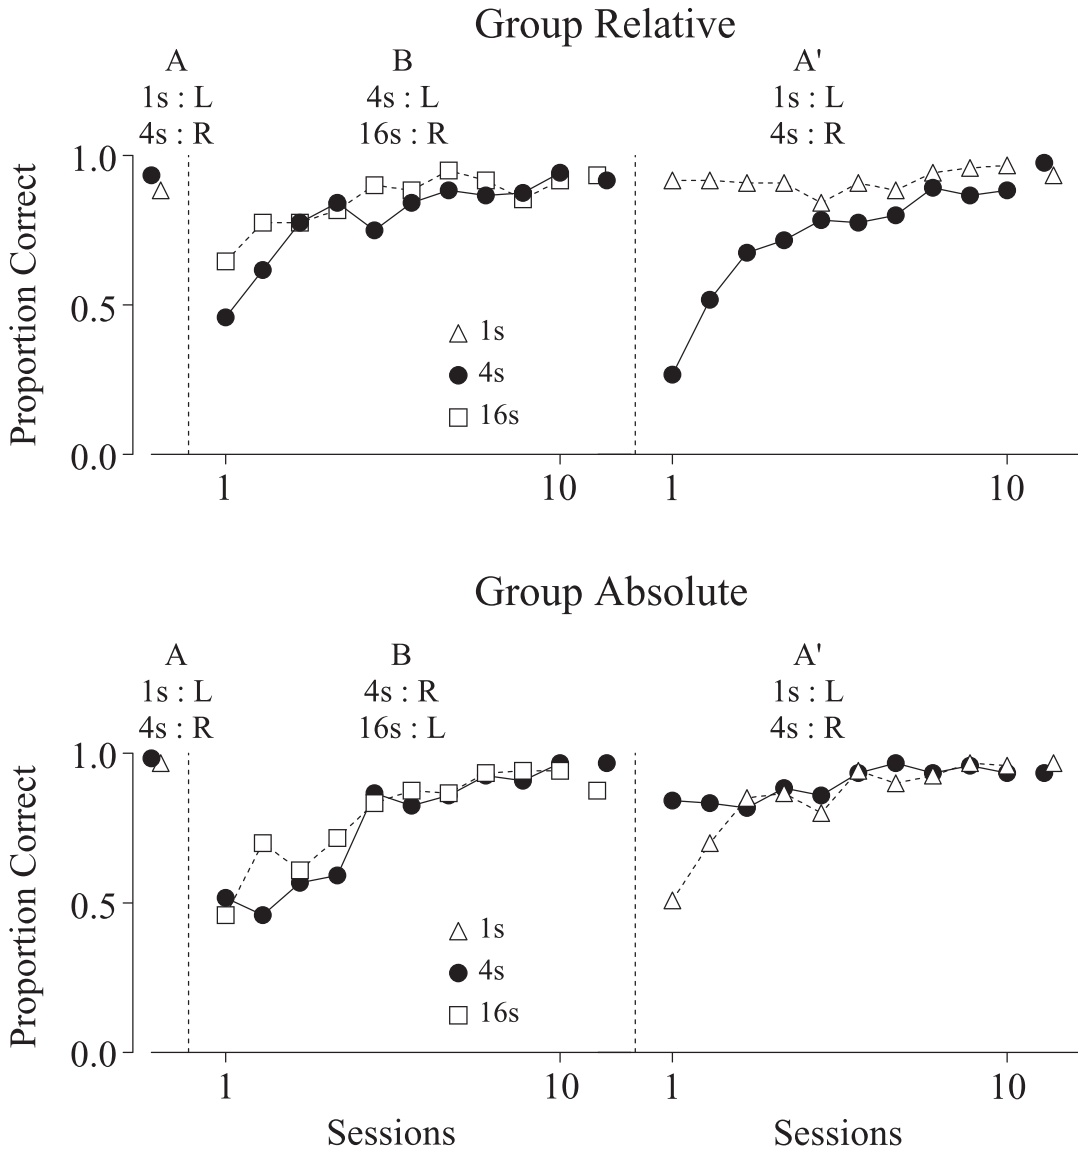 Group Relative
A B A'
1s : L 4s : L 1s : L
4s : R 16s : R 4s : R
1.0
Proportion Correct
0.5
1s
4s
16s
0.0
1 10 1 10
Group Absolute
A B A'
1s : L 4s : R 1s : L
4s : R 16s : L 4s : R
1.0
Proportion Correct
0.5
1s
4s
16s
0.0
1 10 1 10
Sessions Sessions